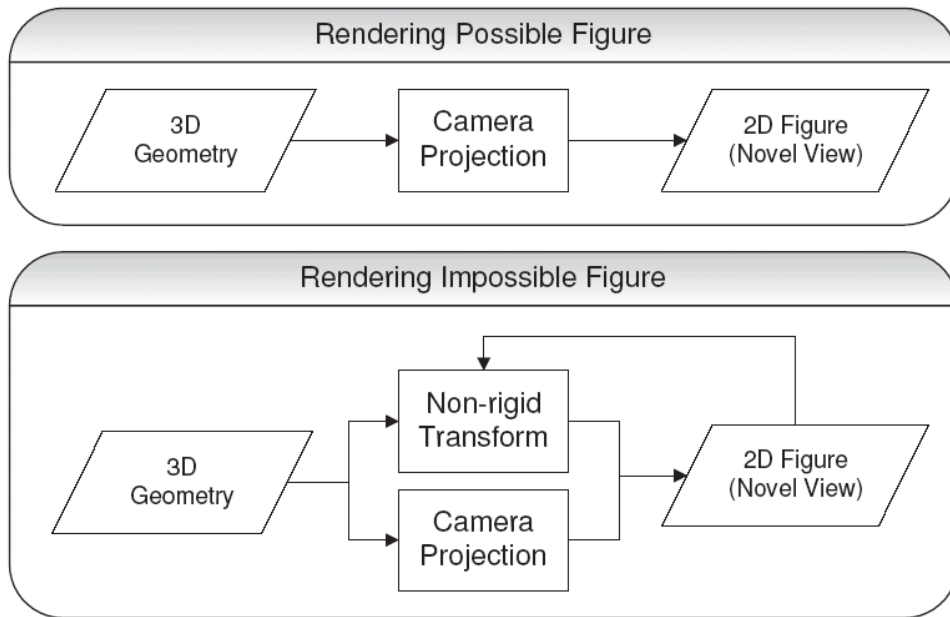 Rendering Possible Figure
3D
Geometry
Camera
Projection
2D Figure
(Novel View)
Rendering Impossible Figure
3D
Geometry
Non-rigid
Transform
Camera
Projection
2D Figure
(Novel View)